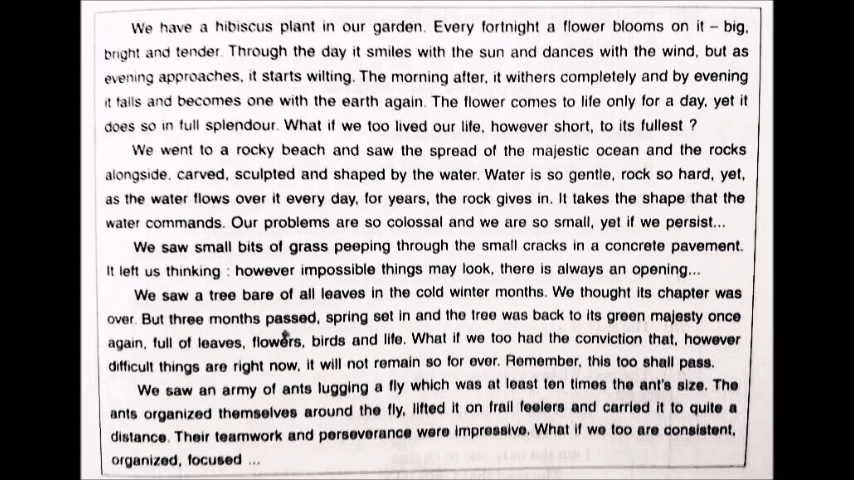 We have a hibiscus plant in our garden. Every fortnight a flower blooms on it – big,
bright and tender. Through the day it smiles with the sun and dances with the wind, but as
evening approaches, it starts wilting. The morning after, it withers completely and by evening
it falls and becomes one with the earth again. The flower comes to life only for a day, yet it
does so in full splendour. What if we too lived our life, however short, to its fullest ?
We went to a rocky beach and saw the spread of the majestic ocean and the rocks
alongside, carved, sculpted and shaped by the water. Water is so gentle, rock so hard, yet,
as the water flows over it every day, for years, the rock gives in. It takes the shape that the
water commands. Our problems are so colossal and we are so small, yet if we persist...
We saw small bits of grass peeping through the small cracks in a concrete pavement.
It left us thinking : however impossible things may look, there is always an opening...
We saw a tree bare of all leaves in the cold winter months. We thought its chapter was
over. But three months passed, spring set in and the tree was back to its green majesty once
again, full of leaves, flowers, birds and life. What if we too had the conviction that, however
difficult things are right now, it will not remain so for ever. Remember, this too shall pass.
We saw an army of ants lugging a fly which was at least ten times the ant's size. The
ants organized themselves around the fly, lifted it on frail feelers and carried it to quite a
distance. Their teamwork and perseverance were impressive. What if we too are consistent,
organized, focused ...